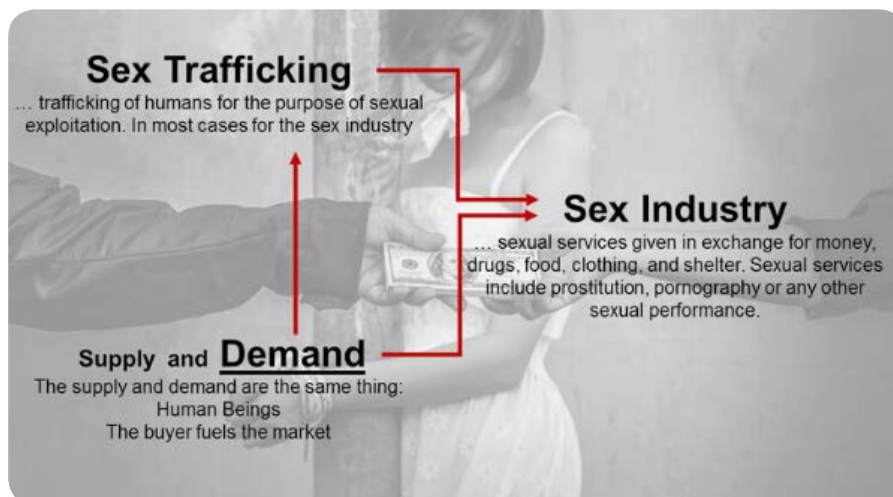 Sex Trafficking
... trafficking of humans for the purpose of sexual
exploitation. In most cases for the sex industry
Sex Industry
... sexual services given in exchange for money,
drugs, food, clothing, and shelter. Sexual services
include prostitution, pornography or any other
sexual performance.
Supply and Demand
The supply and demand are the same thing:
Human Beings
The buyer fuels the market